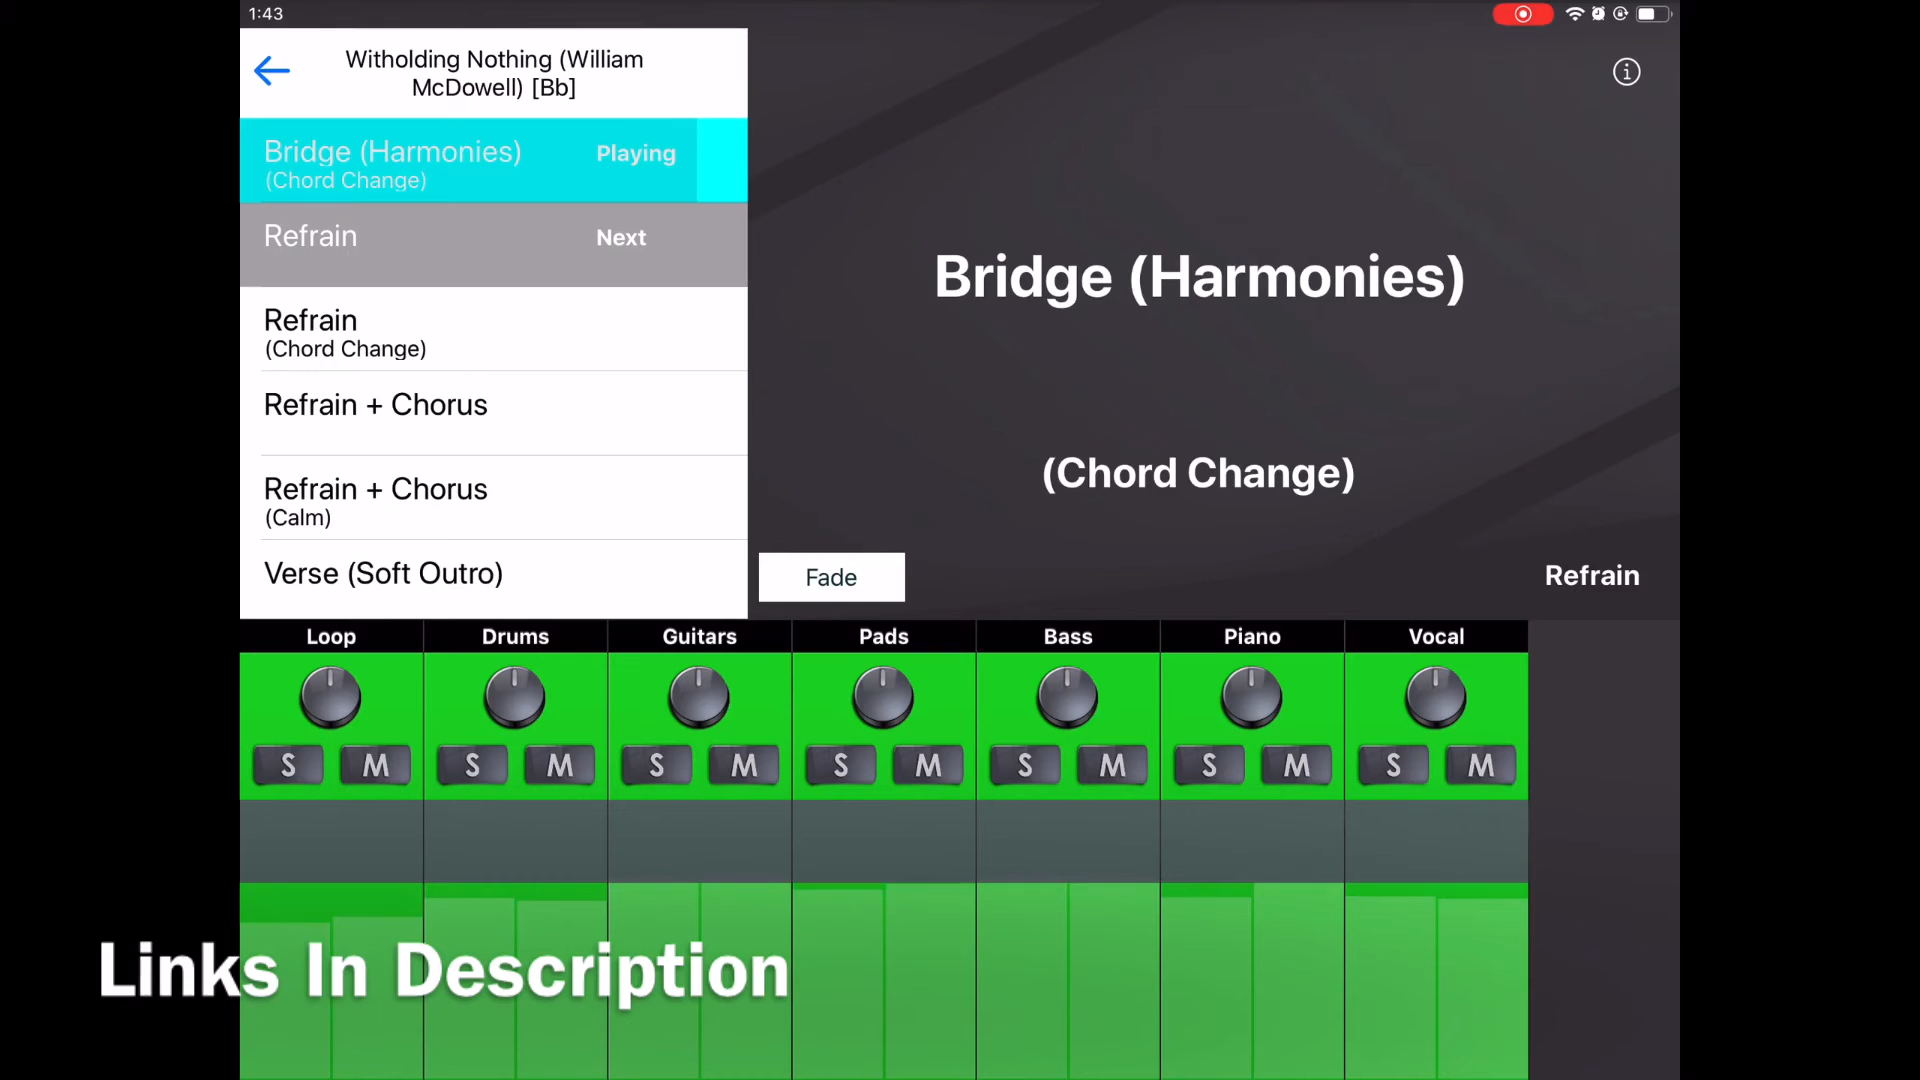 1:43
Witholding Nothing (William
McDowell) [Bb]
Bridge (Harmonies)
Playing
(Chord Change)
Refrain
Next
Refrain
(Chord Change)
Refrain + Chorus
Refrain + Chorus
(Calm)
Verse (Soft Outro)
Bridge (Harmonies)
(Chord Change)
Fade
Refrain
Loop Drums Guitars Pads Bass Piano Vocal
S M S M S M S M S M S M S M
Links In Description